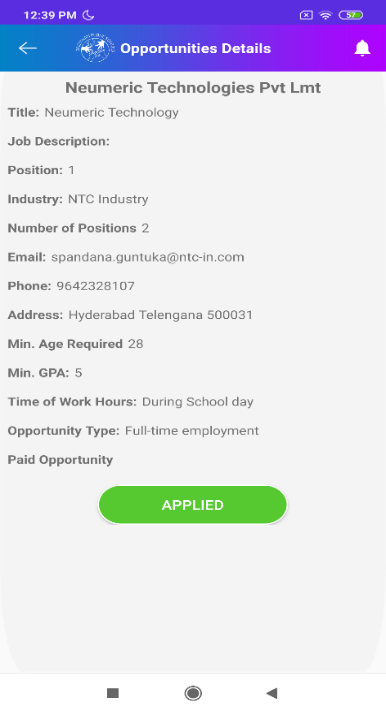 12:39 PM
57
Opportunities Details
Neumeric Technologies Pvt Lmt
Title: Neumeric Technology
Job Description:
Position: 1
Industry: NTC Industry
Number of Positions 2
Email: spandana.guntuka@ntc-in.com
Phone: 9642328107
Address: Hyderabad Telengana 500031
Min. Age Required 28
Min. GPA: 5
Time of Work Hours: During School day
Opportunity Type: Full-time employment
Paid Opportunity
APPLIED